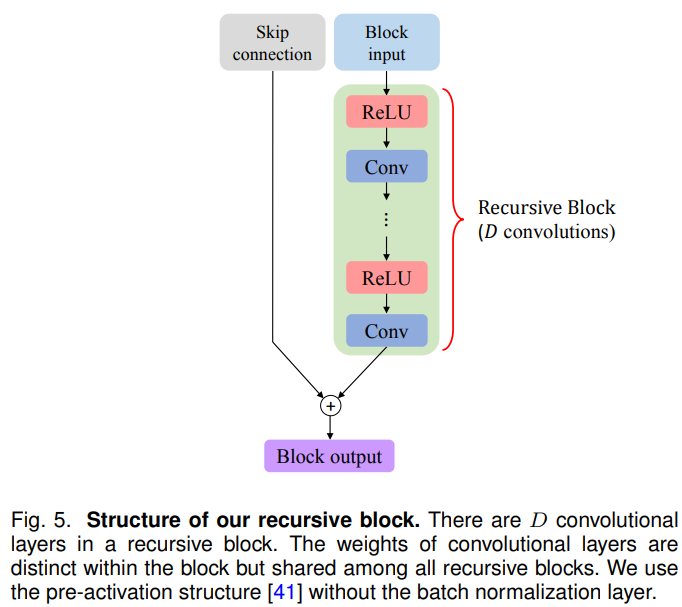 Skip
connection
Block
input
ReLU
Conv
⋮
ReLU
Conv
Recursive Block
(D convolutions)
+
Block output
Fig. 5. Structure of our recursive block. There are D convolutional
layers in a recursive block. The weights of convolutional layers are
distinct within the block but shared among all recursive blocks. We use
the pre-activation structure [41] without the batch normalization layer.